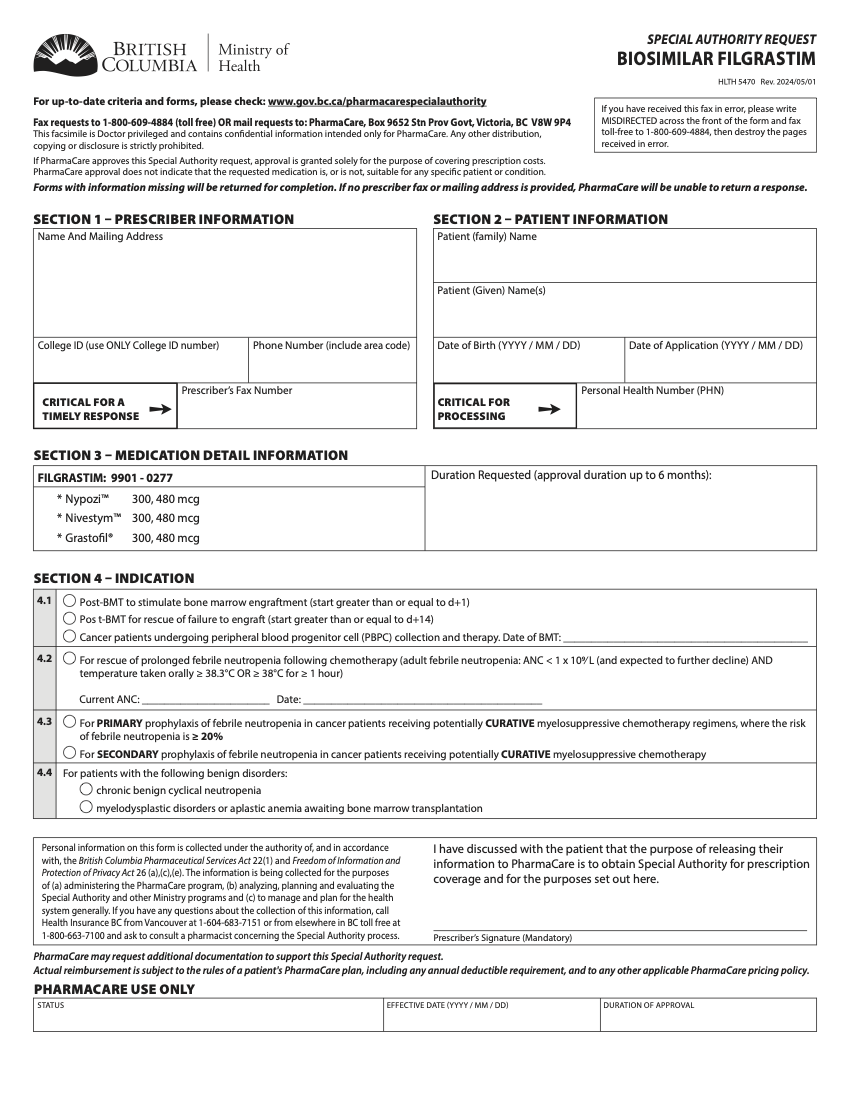 BRITISH
COLUMBIA
Ministry of
Health
SPECIAL AUTHORITY REQUEST
BIOSIMILAR FILGRASTIM
HLTH 5470 Rev. 2024/05/01
For up-to-date criteria and forms, please check: www.gov.bc.ca/pharmacarespecialauthority
Fax requests to 1-800-609-4884 (toll free) OR mail requests to: PharmaCare, Box 9652 Stn Prov Govt, Victoria, BC V8W 9P4
This facsimile is Doctor privileged and contains confidential information intended only for PharmaCare. Any other distribution,
copying or disclosure is strictly prohibited.
If PharmaCare approves this Special Authority request, approval is granted solely for the purpose of covering prescription costs.
PharmaCare approval does not indicate that the requested medication is, or is not, suitable for any specific patient or condition.
If you have received this fax in error, please write
MISDIRECTED across the front of the form and fax
toll-free to 1-800-609-4884, then destroy the pages
received in error.
Forms with information missing will be returned for completion. If no prescriber fax or mailing address is provided, PharmaCare will be unable to return a response.
SECTION 1 – PRESCRIBER INFORMATION
Name And Mailing Address
College ID (use ONLY College ID number)
Phone Number (include area code)
CRITICAL FOR A
TIMELY RESPONSE
Prescriber's Fax Number
SECTION 2 – PATIENT INFORMATION
Patient (family) Name
Patient (Given) Name(s)
Date of Birth (YYYY / MM / DD)
Date of Application (YYYY / MM / DD)
CRITICAL FOR
PROCESSING
Personal Health Number (PHN)
SECTION 3 – MEDICATION DETAIL INFORMATION
FILGRASTIM: 9901 - 0277
* Nypozi™ 300, 480 mcg
* Nivestym™ 300, 480 mcg
* Grastofil® 300, 480 mcg
Duration Requested (approval duration up to 6 months):
SECTION 4 – INDICATION
4.1
Post-BMT to stimulate bone marrow engraftment (start greater than or equal to d+1)
Pos t-BMT for rescue of failure to engraft (start greater than or equal to d+14)
Cancer patients undergoing peripheral blood progenitor cell (PBPC) collection and therapy. Date of BMT:
4.2
For rescue of prolonged febrile neutropenia following chemotherapy (adult febrile neutropenia: ANC < 1 x 10⁹/L (and expected to further decline) AND
temperature taken orally ≥ 38.3°C OR ≥ 38°C for ≥ 1 hour)
Current ANC: Date:
4.3
For PRIMARY prophylaxis of febrile neutropenia in cancer patients receiving potentially CURATIVE myelosuppressive chemotherapy regimens, where the risk
of febrile neutropenia is ≥ 20%
For SECONDARY prophylaxis of febrile neutropenia in cancer patients receiving potentially CURATIVE myelosuppressive chemotherapy
4.4
For patients with the following benign disorders:
chronic benign cyclical neutropenia
myelodysplastic disorders or aplastic anemia awaiting bone marrow transplantation
Personal information on this form is collected under the authority of, and in accordance
with, the British Columbia Pharmaceutical Services Act 22(1) and Freedom of Information and
Protection of Privacy Act 26 (a),(c),(e). The information is being collected for the purposes
of (a) administering the PharmaCare program, (b) analyzing, planning and evaluating the
Special Authority and other Ministry programs and (c) to manage and plan for the health
system generally. If you have any questions about the collection of this information, call
Health Insurance BC from Vancouver at 1-604-683-7151 or from elsewhere in BC toll free at
1-800-663-7100 and ask to consult a pharmacist concerning the Special Authority process.
I have discussed with the patient that the purpose of releasing their
information to PharmaCare is to obtain Special Authority for prescription
coverage and for the purposes set out here.
Prescriber's Signature (Mandatory)
PharmaCare may request additional documentation to support this Special Authority request.
Actual reimbursement is subject to the rules of a patient's PharmaCare plan, including any annual deductible requirement, and to any other applicable PharmaCare pricing policy.
PHARMACARE USE ONLY
STATUS
EFFECTIVE DATE (YYYY / MM / DD)
DURATION OF APPROVAL